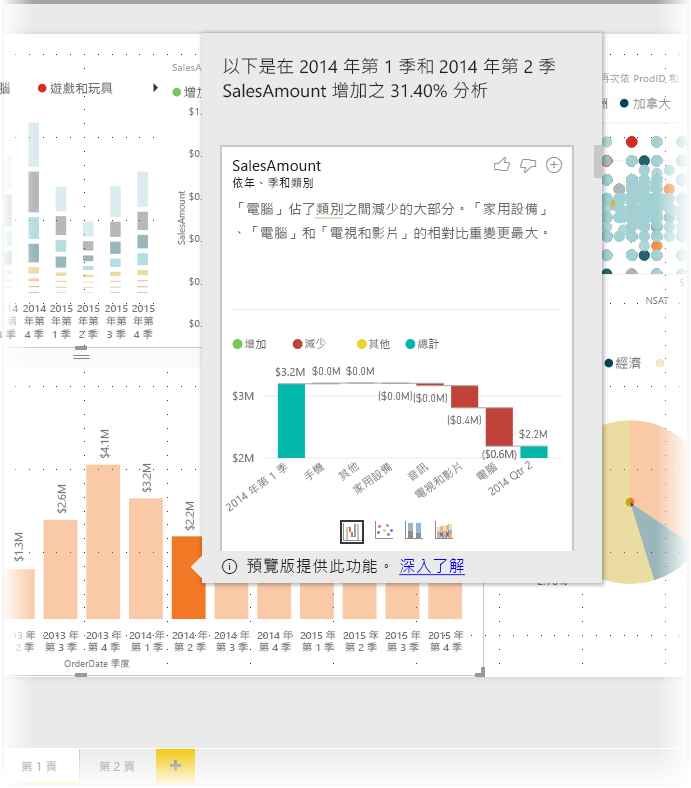 以下是在 2014 年第 1 季和 2014 年第 2 季
SalesAmount 增加之 31.40% 分析
SalesAmount
依年、季和類別
「電腦」佔了類別之間減少的大部分。「家用設備」
、「電腦」和「電視和影片」的相對比重變更最大。
增加 減少 其他 總計
$3.2M $0.0M $0.0M
$3M
($0.0M) ($0.0M)
($0.4M)
$2.2M
($0.6M)
$2M
2014 年第 1 季 手機 其他 家用設備 音訊 電視和影片 電腦 2014 Qtr 2
預覽版提供此功能。 深入了解
腦 遊戲和玩具
SalesA
增加
$1.
$0.
$0.
$0.
$0.
$0.
SalesAmount
2014 年第 4 季
2015 年第 1 季
2015 年第 2 季
2015 年第 3 季
2015 年第 4 季
再次依 ProdID 和
洲 加拿大
5
NSAT
經濟
$1.3M
$2.6M
$4.1M
$3.2M
$2.2M
3 年 2013 年 2013 年 2014 年 2014 年 2014 年 2014 年 2015 年 2015 年 2015 年 2015 年
2 季 第 3 季 第 4 季 第 1 季 第 2 季 第 3 季 第 4 季 第 1 季 第 2 季 第 3 季 第 4 季
OrderDate 季度
第 1 頁 第 2 頁 +